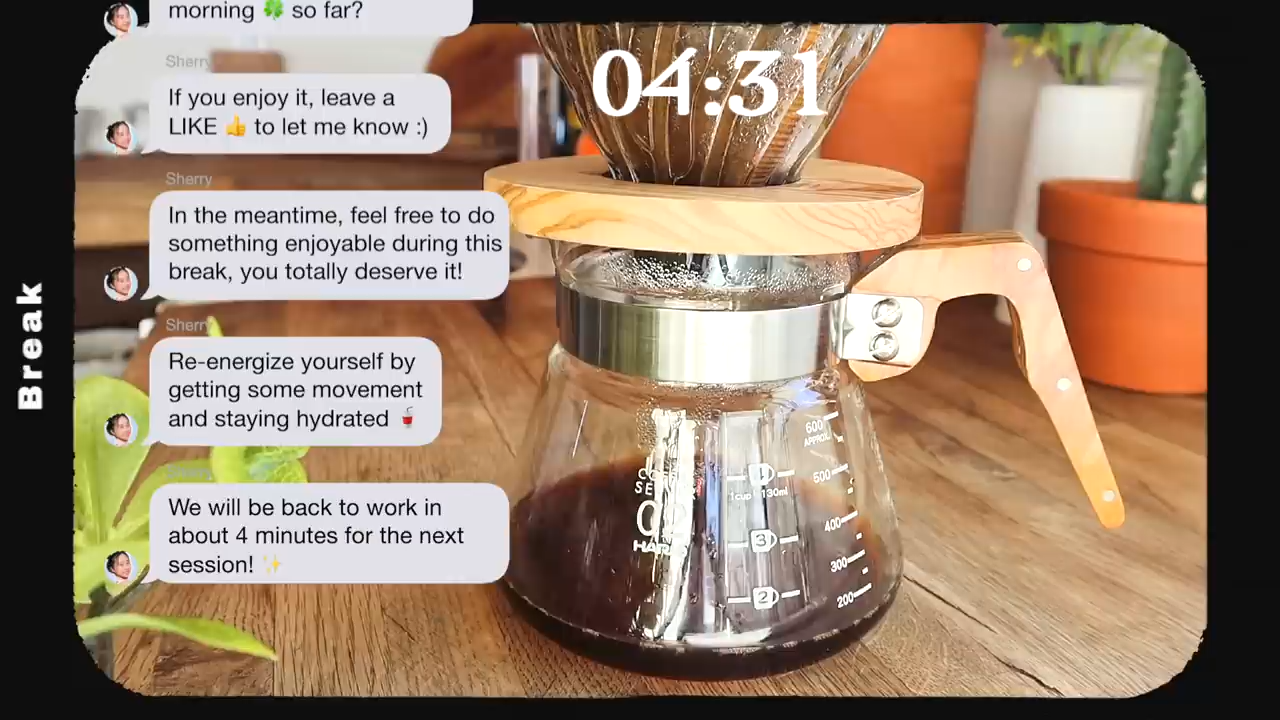 morning 🍀 so far?
04:31
Sherry
If you enjoy it, leave a
LIKE 👍 to let me know :)
Sherry
In the meantime, feel free to do
something enjoyable during this
break, you totally deserve it!
Sherry
Re-energize yourself by
getting some movement
and staying hydrated 🥤
Sherry
We will be back to work in
about 4 minutes for the next
session! ✨
Break
600
APPROX.
500
1cup 130ml
400
3
300
2
200